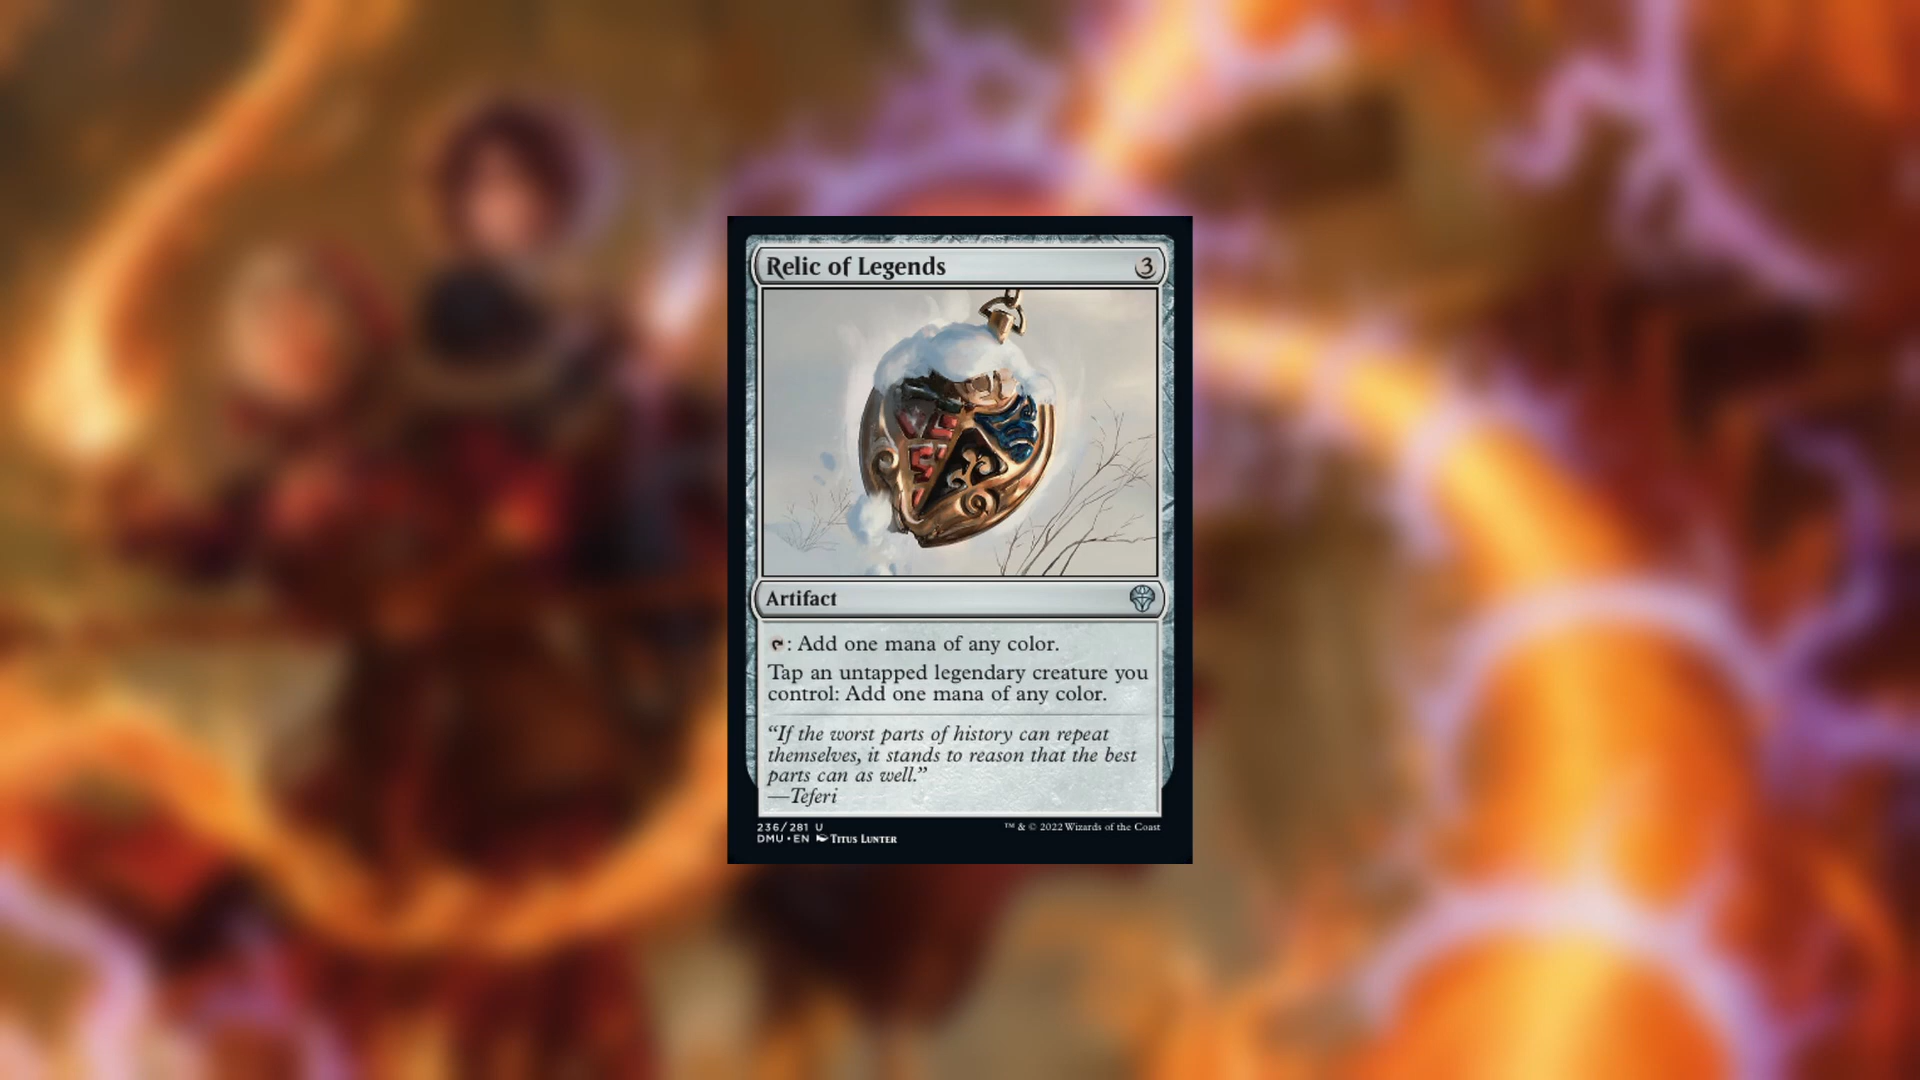 Relic of Legends 3
Artifact
: Add one mana of any color.
Tap an untapped legendary creature you
control: Add one mana of any color.
“If the worst parts of history can repeat
themselves, it stands to reason that the best
parts can as well.”
—Teferi
236/281 U
™ & © 2022 Wizards of the Coast
DMU • EN Titus Lunter